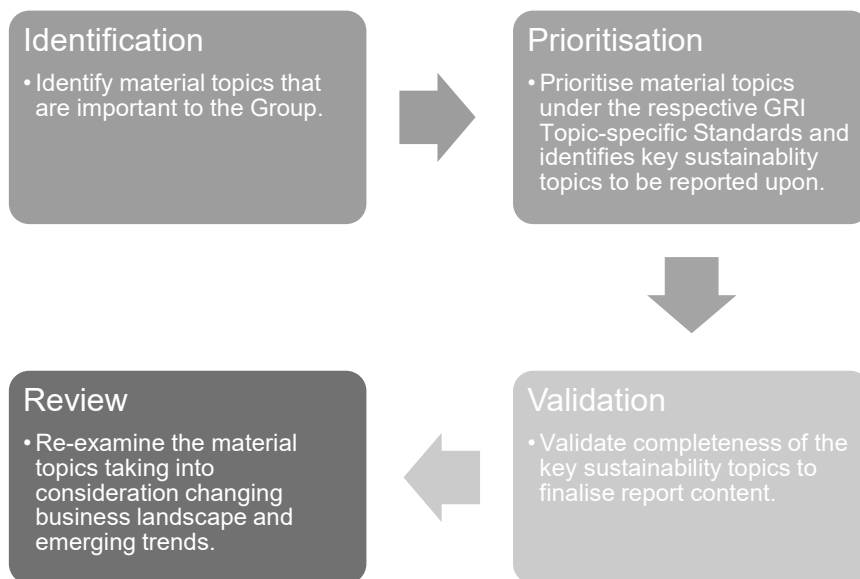 Identification
• Identify material topics that
are important to the Group.
Prioritisation
• Prioritise material topics
under the respective GRI
Topic-specific Standards and
identifies key sustainablity
topics to be reported upon.
Validation
• Validate completeness of the
key sustainability topics to
finalise report content.
Review
• Re-examine the material
topics taking into
consideration changing
business landscape and
emerging trends.